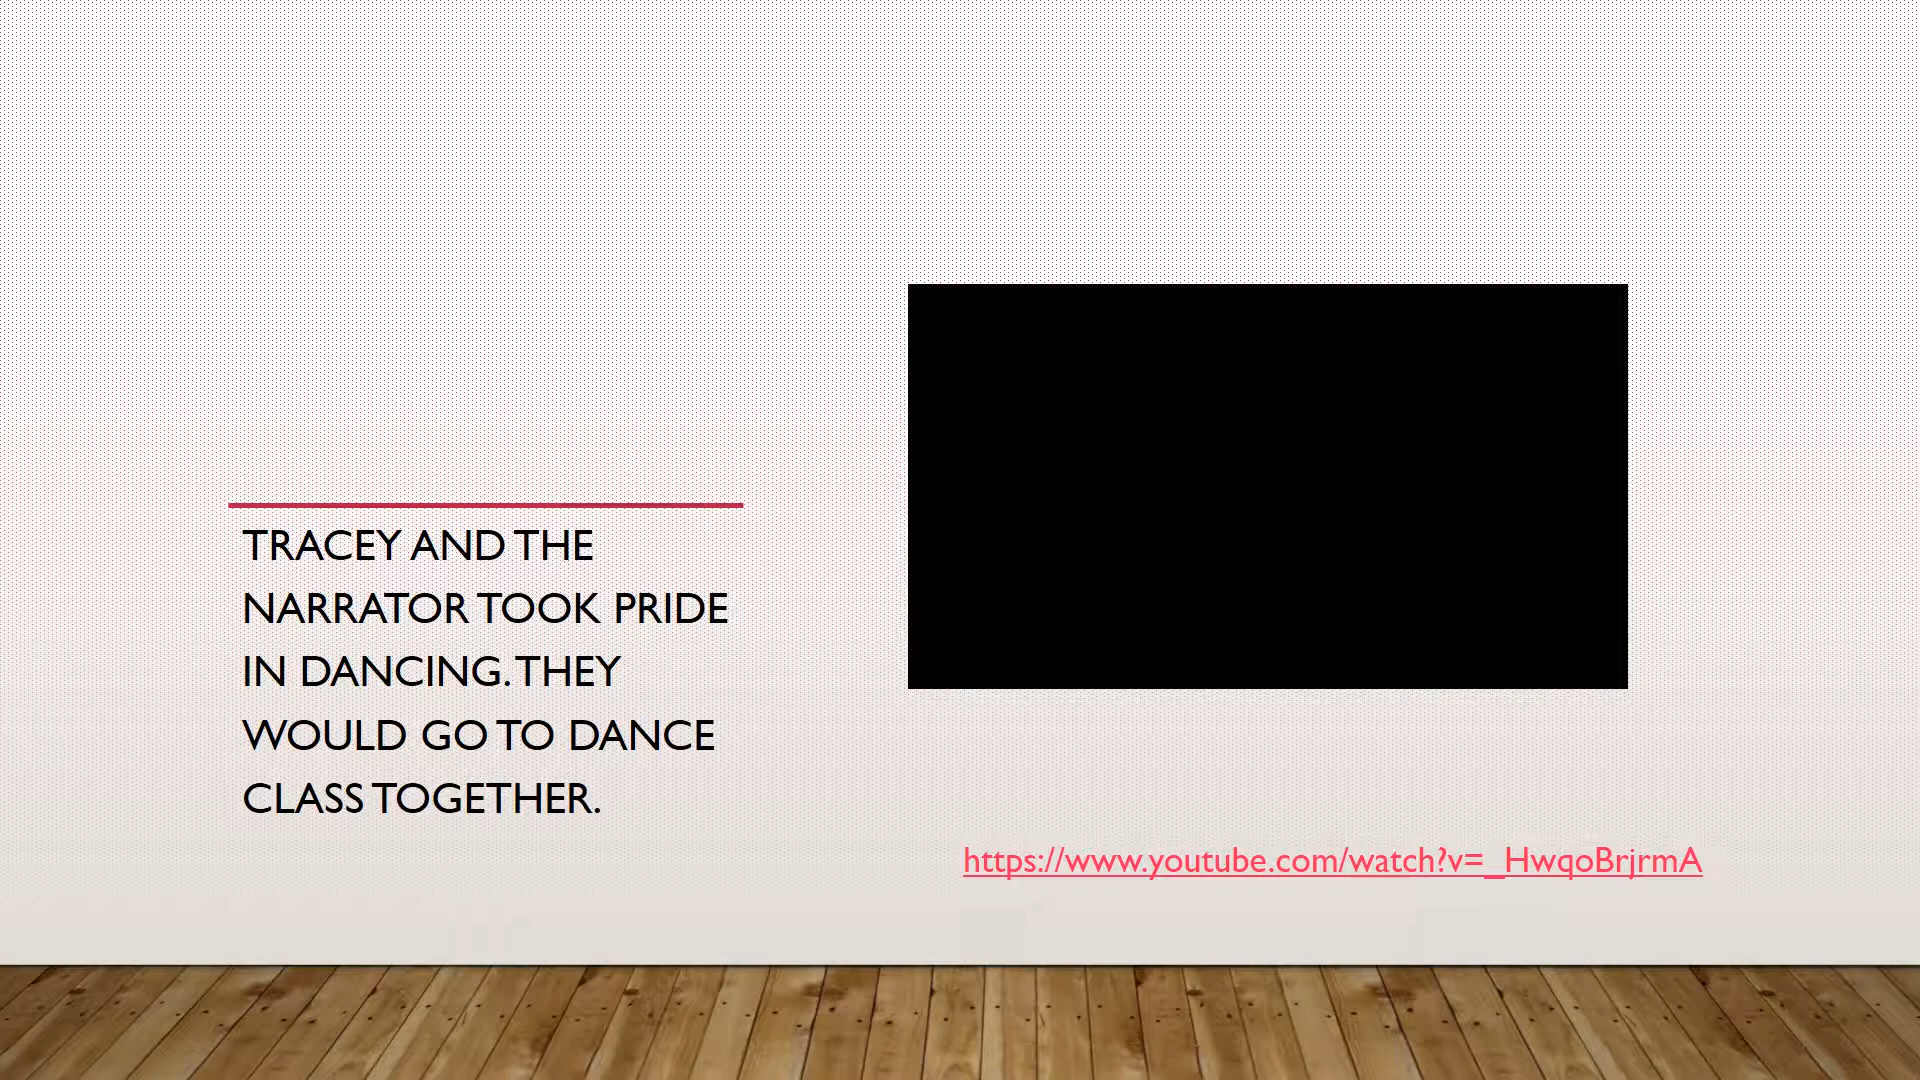 TRACEY AND THE
NARRATOR TOOK PRIDE
IN DANCING. THEY
WOULD GO TO DANCE
CLASS TOGETHER.
https://www.youtube.com/watch?v=_HwqoBrjrmA